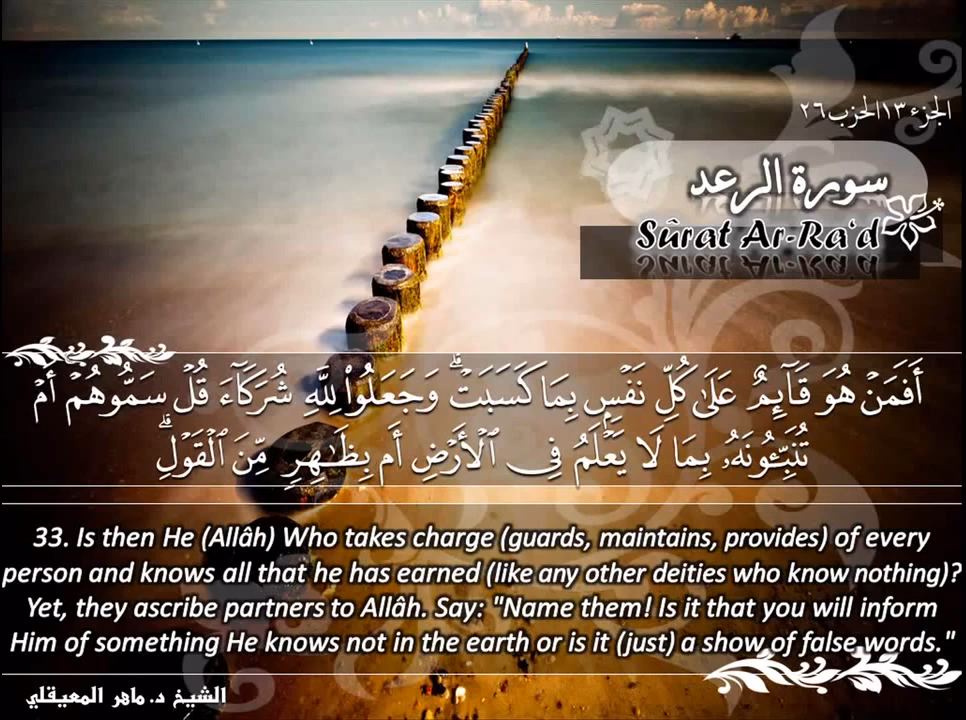 الجزء ١٣ الحزب ٢٦
سورة الرعد
Sûrat Ar-Ra'd
أَفَمَنْ هُوَ قَآئِمٌ عَلَىٰ كُلِّ نَفْسٍۭ بِمَا كَسَبَتْ ۗ وَجَعَلُوا۟ لِلَّهِ شُرَكَآءَ قُلْ سَمُّوهُمْ أَمْ
تُنَبِّـُٔونَهُۥ بِمَا لَا يَعْلَمُ فِى ٱلْأَرْضِ أَم بِظَـٰهِرٍ مِّنَ ٱلْقَوْلِ ۗ
33. Is then He (Allâh) Who takes charge (guards, maintains, provides) of every
person and knows all that he has earned (like any other deities who know nothing)?
Yet, they ascribe partners to Allâh. Say: "Name them! Is it that you will inform
Him of something He knows not in the earth or is it (just) a show of false words."
الشيخ د. ماهر المعيقلي